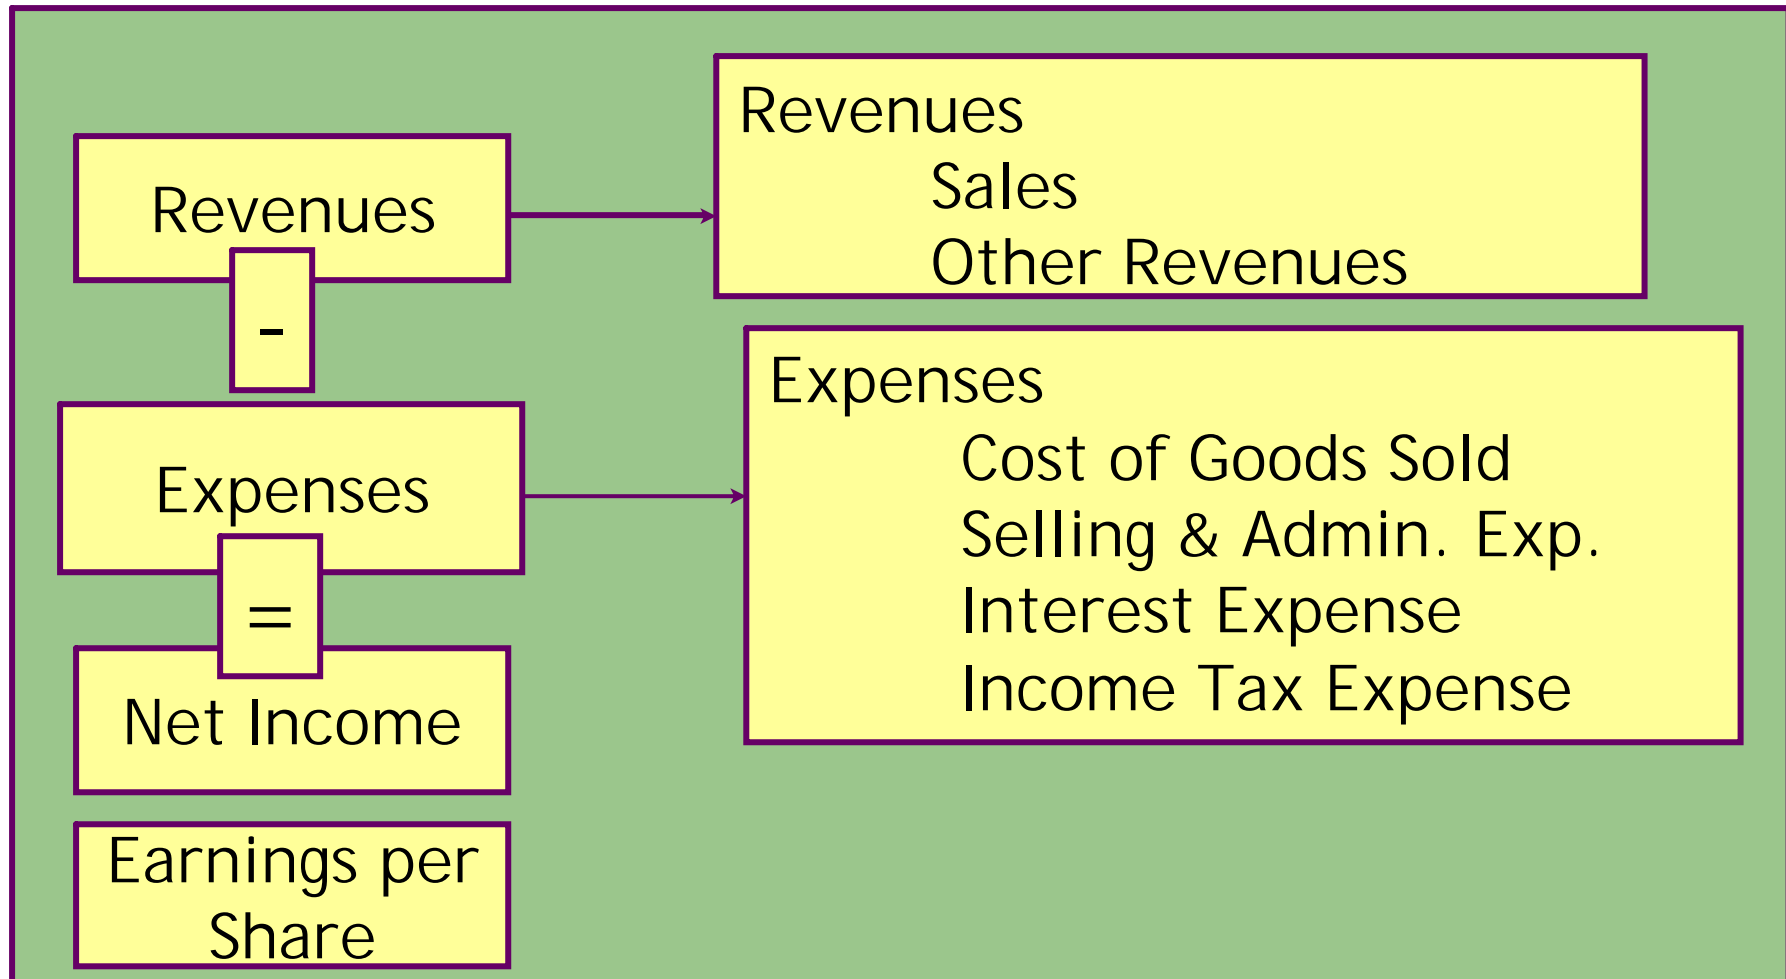 Revenues
-
Expenses
=
Net Income
Earnings per
Share
Revenues
Sales
Other Revenues
Expenses
Cost of Goods Sold
Selling & Admin. Exp.
Interest Expense
Income Tax Expense